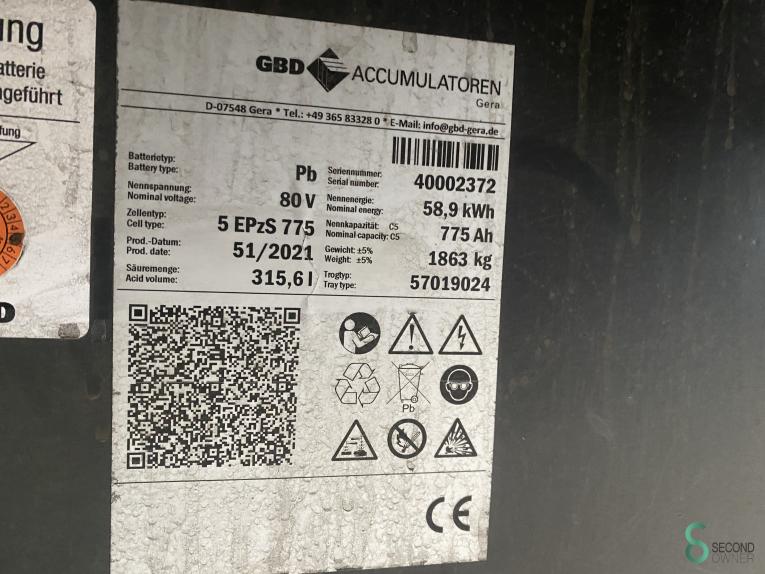 ung
atterie
ngeführt
GBD ACCUMULATOREN
Gera
D-07548 Gera * Tel.: +49 365 83328 0 * E-Mail: info@gbd-gera.de
Batterietyp:
Battery type: Pb
Seriennummer:
Serial number: 40002372
Nennspannung:
Nominal voltage: 80 V
Nennenergie:
Nominal energy: 58,9 kWh
Zellentyp:
Cell type: 5 EPzS 775
Nennkapazität: C5
Nominal capacity: C5 775 Ah
Prod.-Datum:
Prod. date: 51/2021
Gewicht: ±5%
Weight: ±5% 1863 kg
Säuremenge:
Acid volume: 315,6 l
Trogtyp:
Tray type: 57019024
Pb
CE
SECOND
OWNER